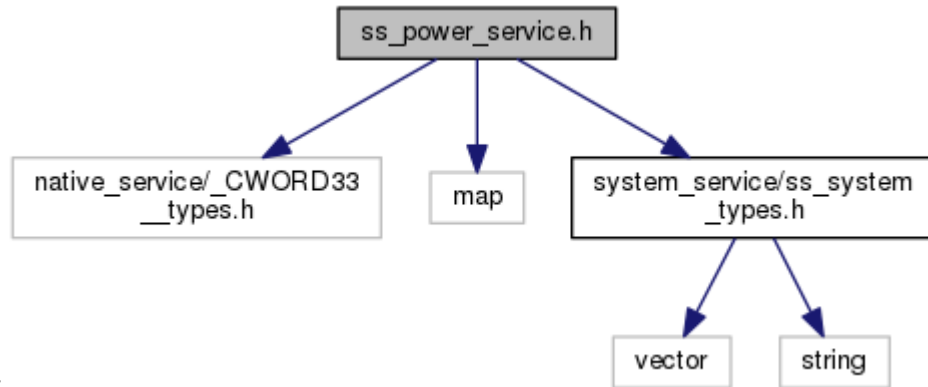 ss_power_service.h
native_service/_CWORD33
__types.h
map
system_service/ss_system
_types.h
vector
string